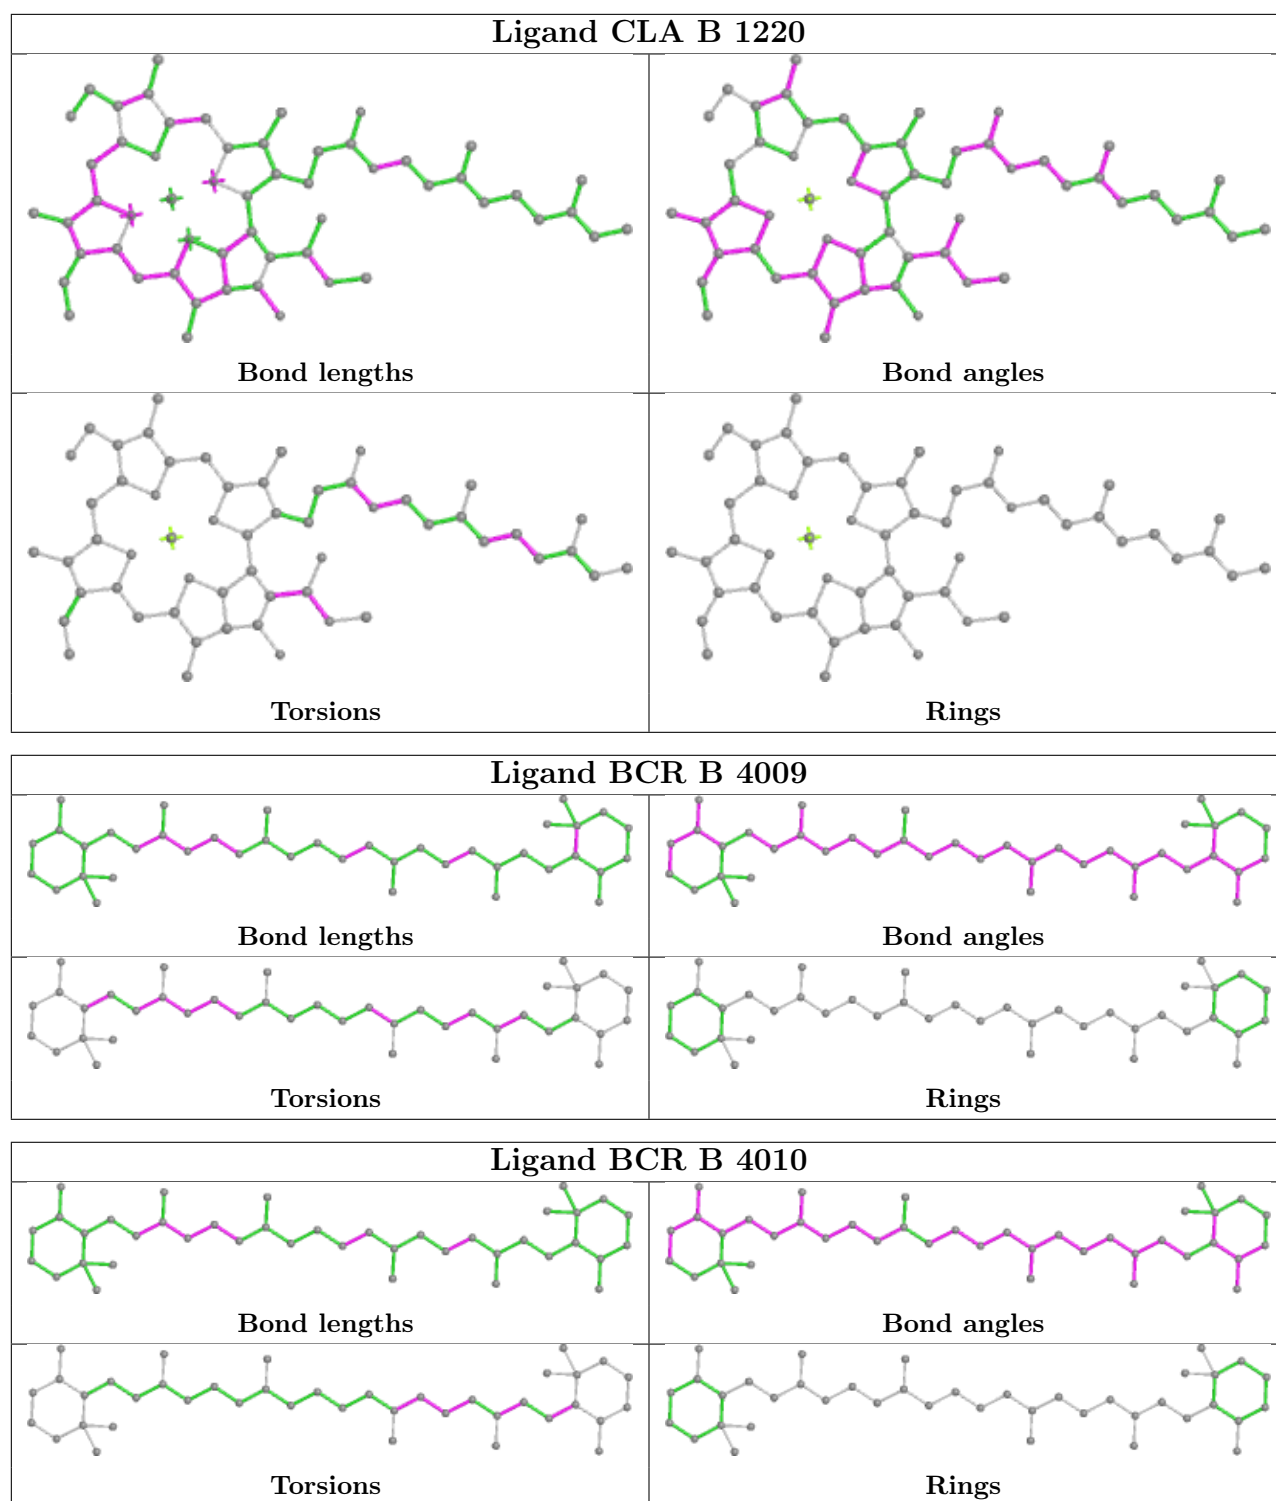 Ligand CLA B 1220
Bond lengths
Bond angles
Torsions
Rings
Ligand BCR B 4009
Bond lengths
Bond angles
Torsions
Rings
Ligand BCR B 4010
Bond lengths
Bond angles
Torsions
Rings